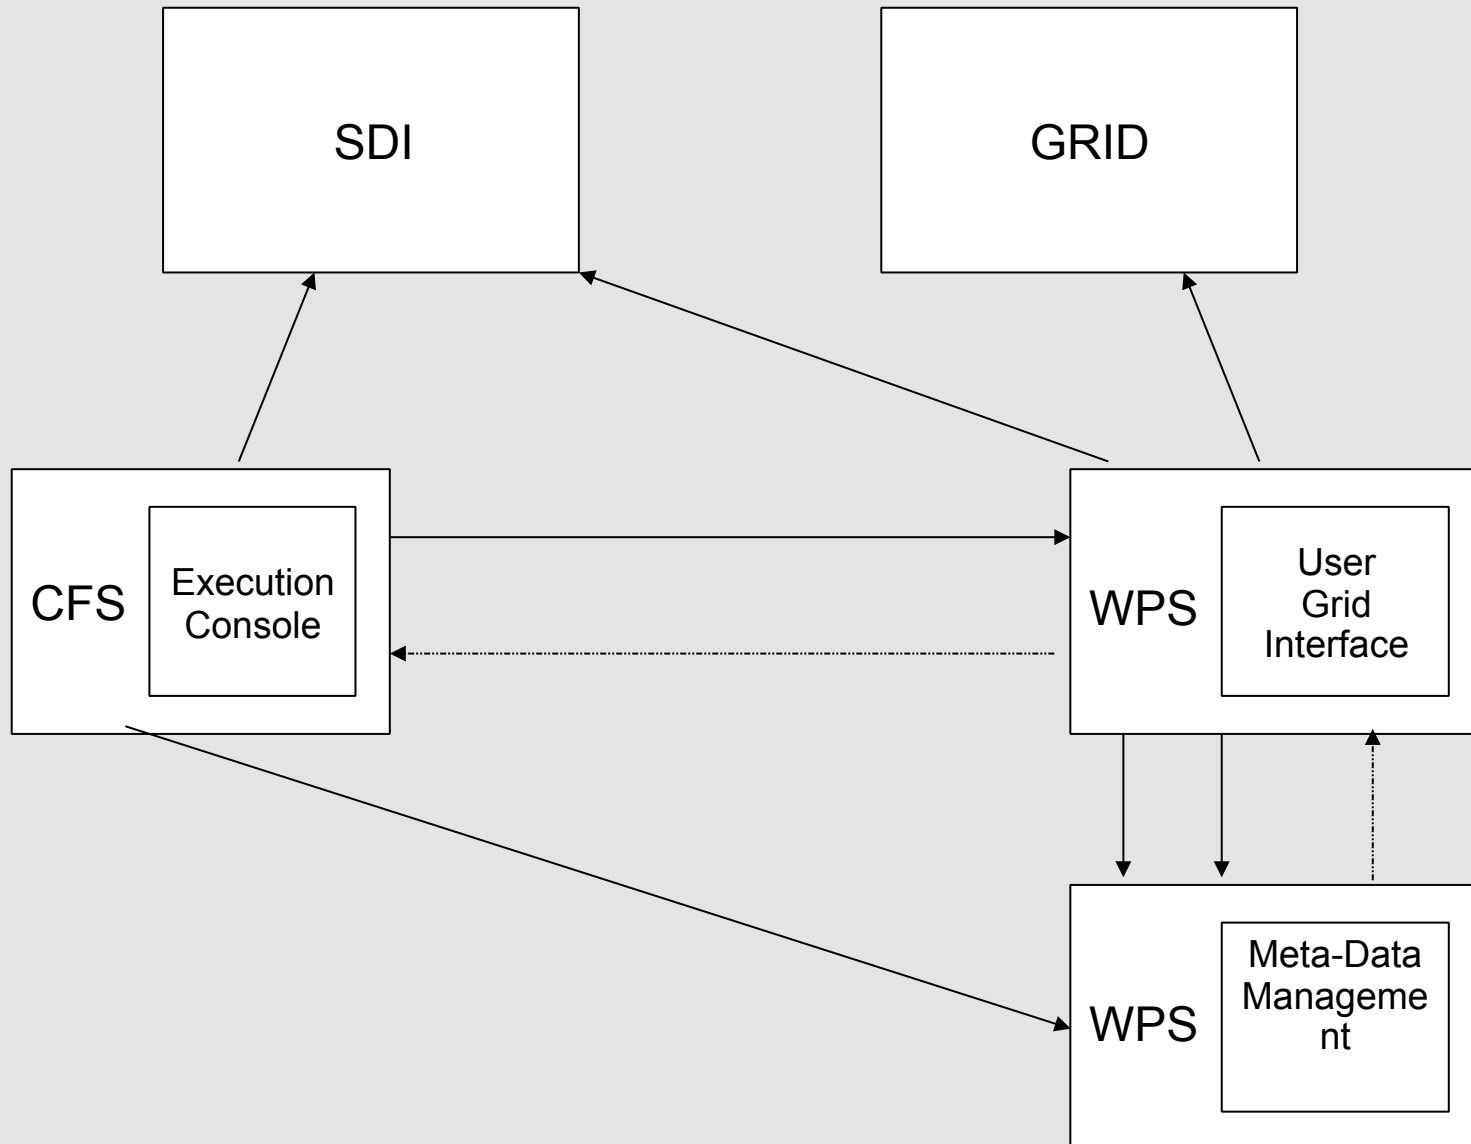 SDI
GRID
CFS
Execution
Console
WPS
User
Grid
Interface
WPS
Meta-Data
Manageme
nt